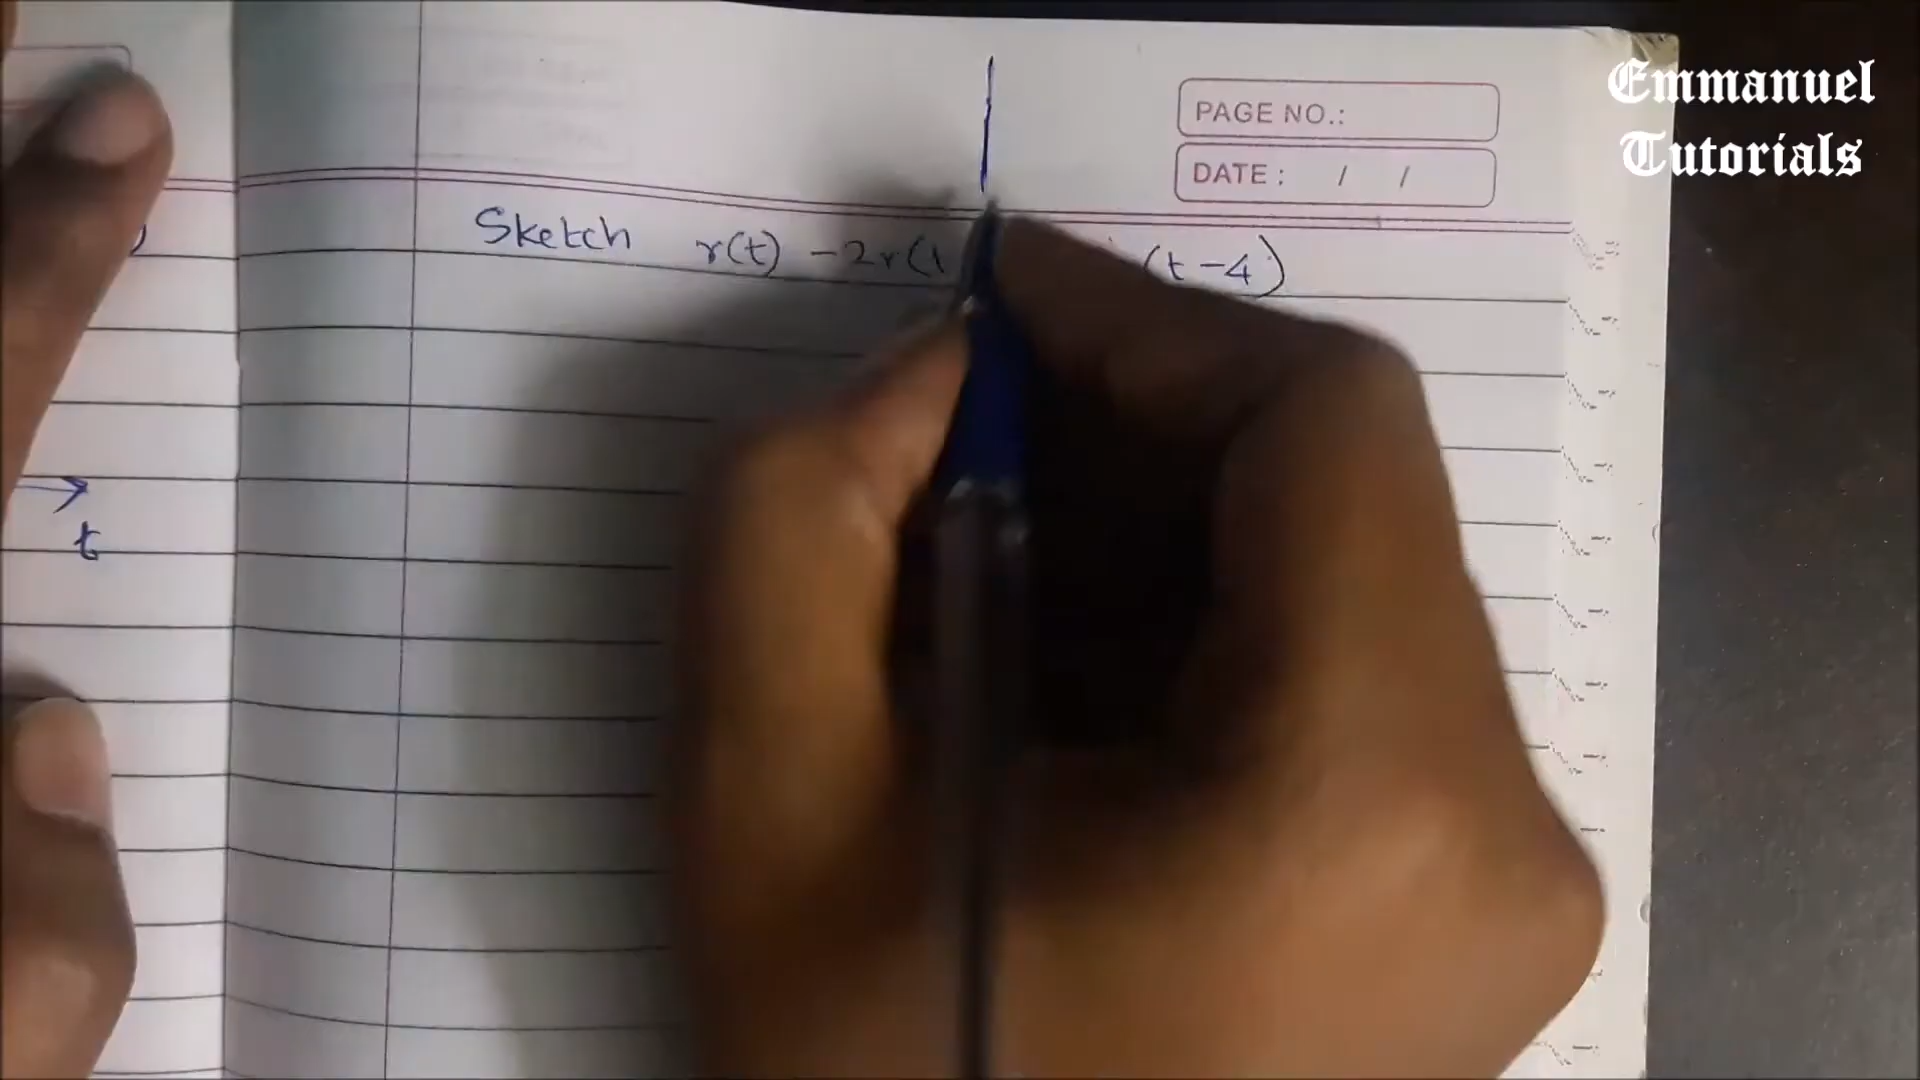 Emmanuel
Tutorials
PAGE NO.:
DATE : / /
Sketch r(t) -2r(t (t-4)
t